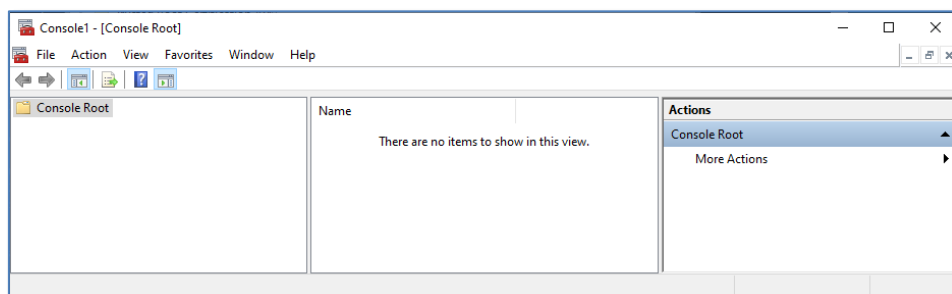 Console1 - [Console Root]
File Action View Favorites Window Help
Console Root
Name
There are no items to show in this view.
Actions
Console Root
More Actions